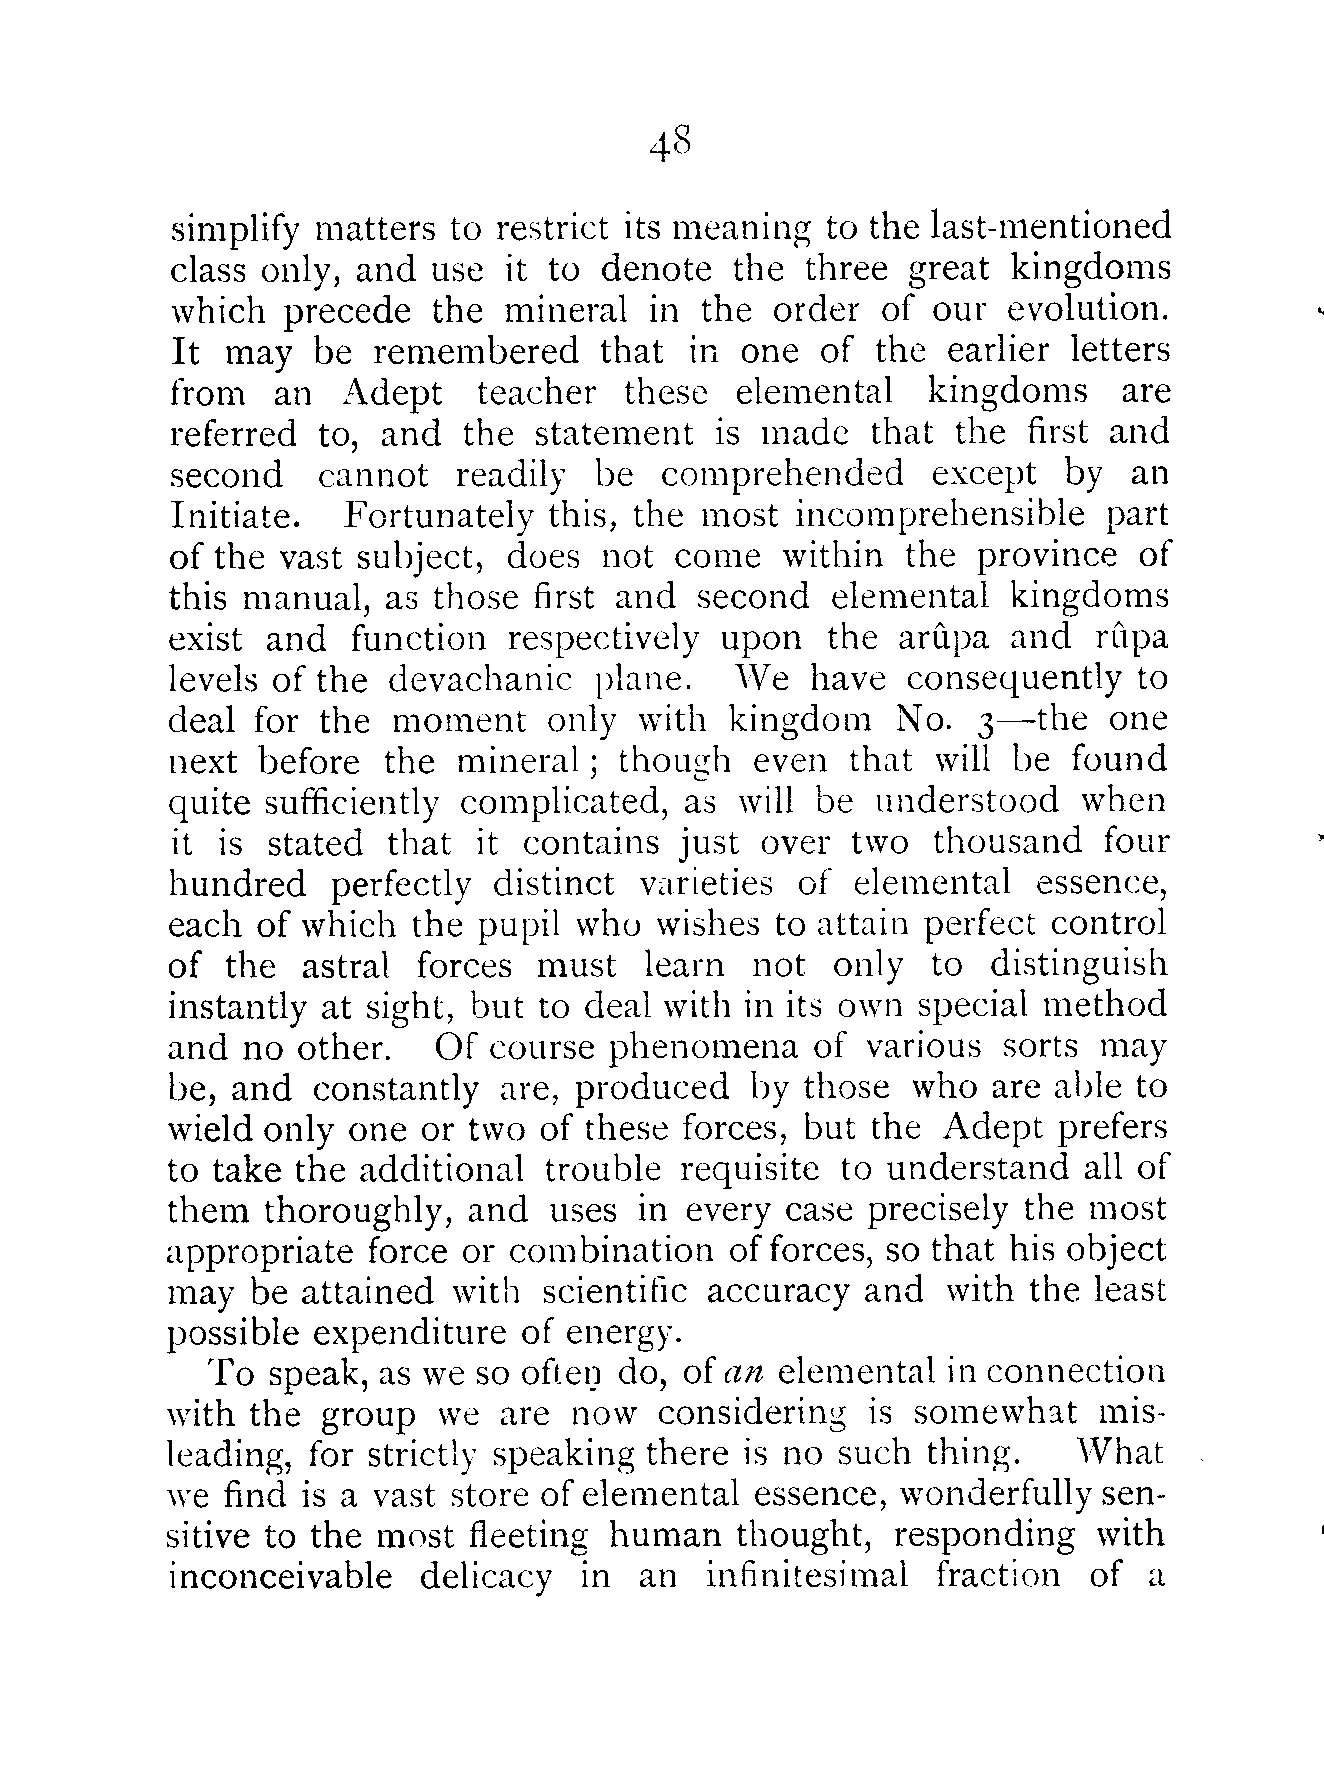 48
simplify matters to restrict its meaning to the last-mentioned
class only, and use it to denote the three great kingdoms
which precede the mineral in the order of our evolution.
It may be remembered that in one of the earlier letters
from an Adept teacher these elemental kingdoms are
referred to, and the statement is made that the first and
second cannot readily be comprehended except by an
Initiate. Fortunately this, the most incomprehensible part
of the vast subject, does not come within the province of
this manual, as those first and second elemental kingdoms
exist and function respectively upon the arûpa and rûpa
levels of the devachanic plane. We have consequently to
deal for the moment only with kingdom No. 3—the one
next before the mineral; though even that will be found
quite sufficiently complicated, as will be understood when
it is stated that it contains just over two thousand four
hundred perfectly distinct varieties of elemental essence,
each of which the pupil who wishes to attain perfect control
of the astral forces must learn not only to distinguish
instantly at sight, but to deal with in its own special method
and no other. Of course phenomena of various sorts may
be, and constantly are, produced by those who are able to
wield only one or two of these forces, but the Adept prefers
to take the additional trouble requisite to understand all of
them thoroughly, and uses in every case precisely the most
appropriate force or combination of forces, so that his object
may be attained with scientific accuracy and with the least
possible expenditure of energy.
To speak, as we so often do, of an elemental in connection
with the group we are now considering is somewhat mis-
leading, for strictly speaking there is no such thing. What
we find is a vast store of elemental essence, wonderfully sen-
sitive to the most fleeting human thought, responding with
inconceivable delicacy in an infinitesimal fraction of a